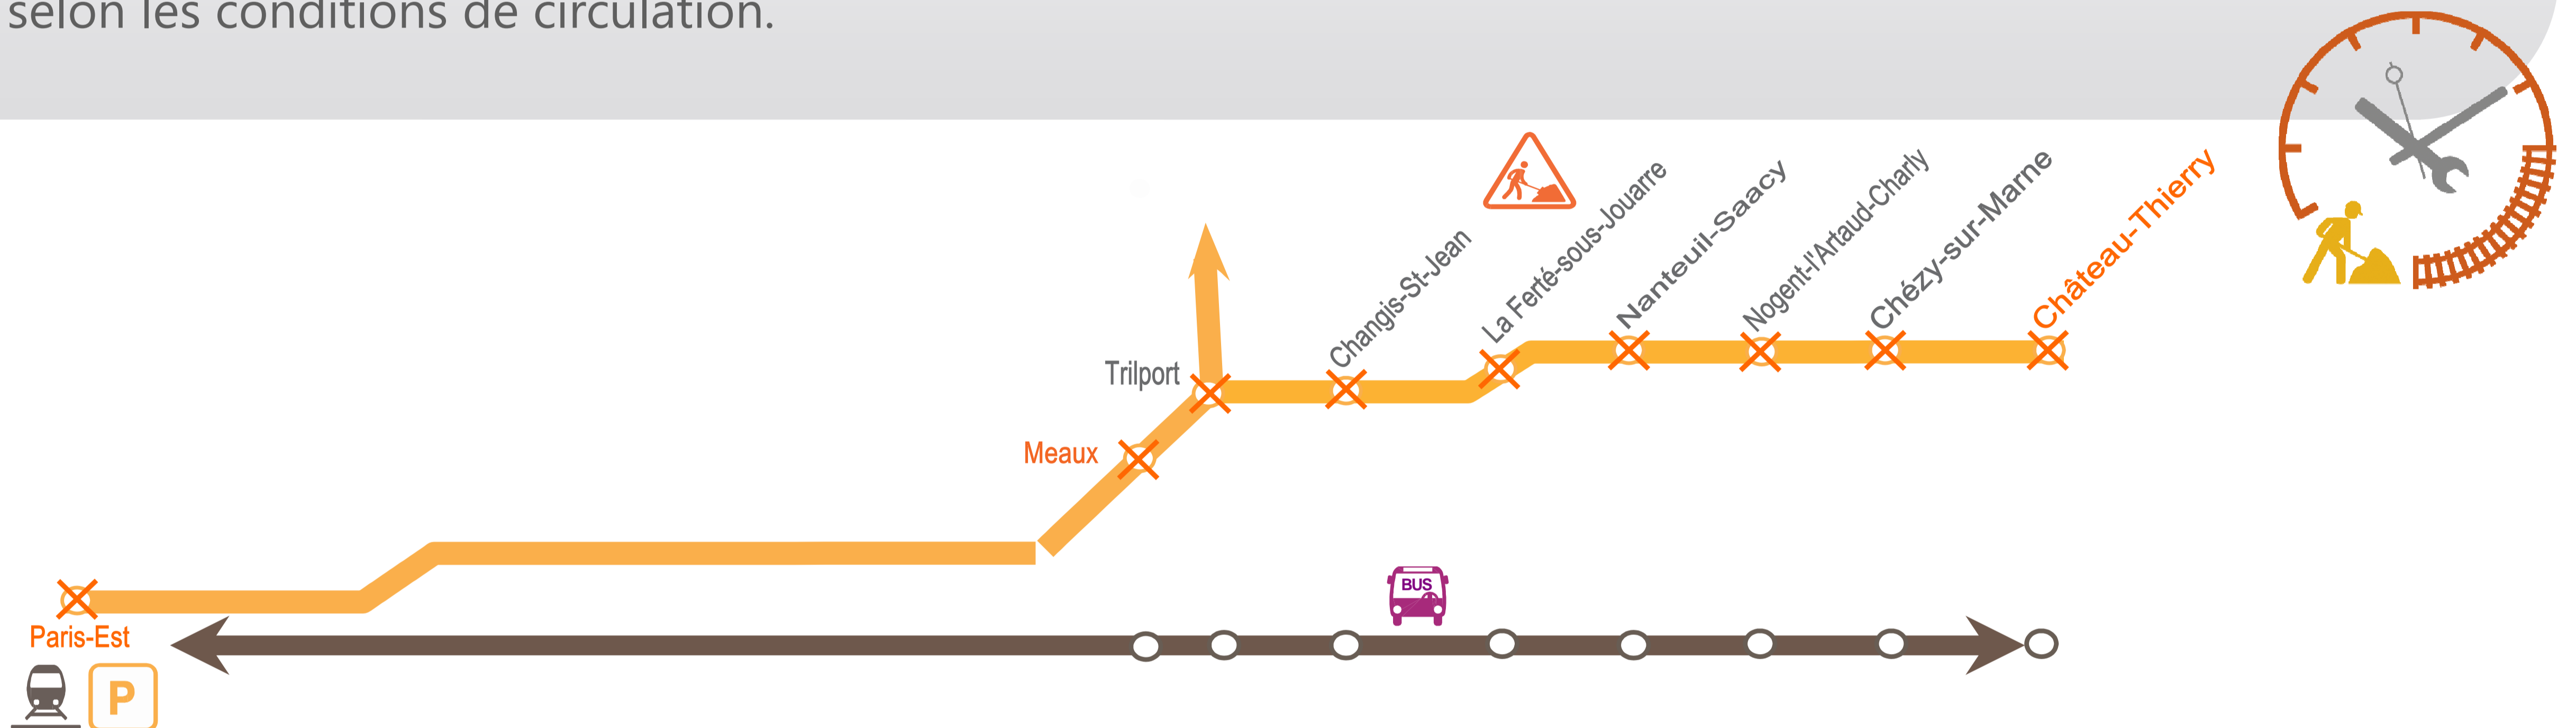 selon les conditions de circulation.
Changis-St-Jean
La Ferté-sous-Jouarre
Nanteuil-Saacy
Nogent-l'Artaud-Charly
Chézy-sur-Marne
Château-Thierry
Trilport
Meaux
BUS
Paris-Est
P